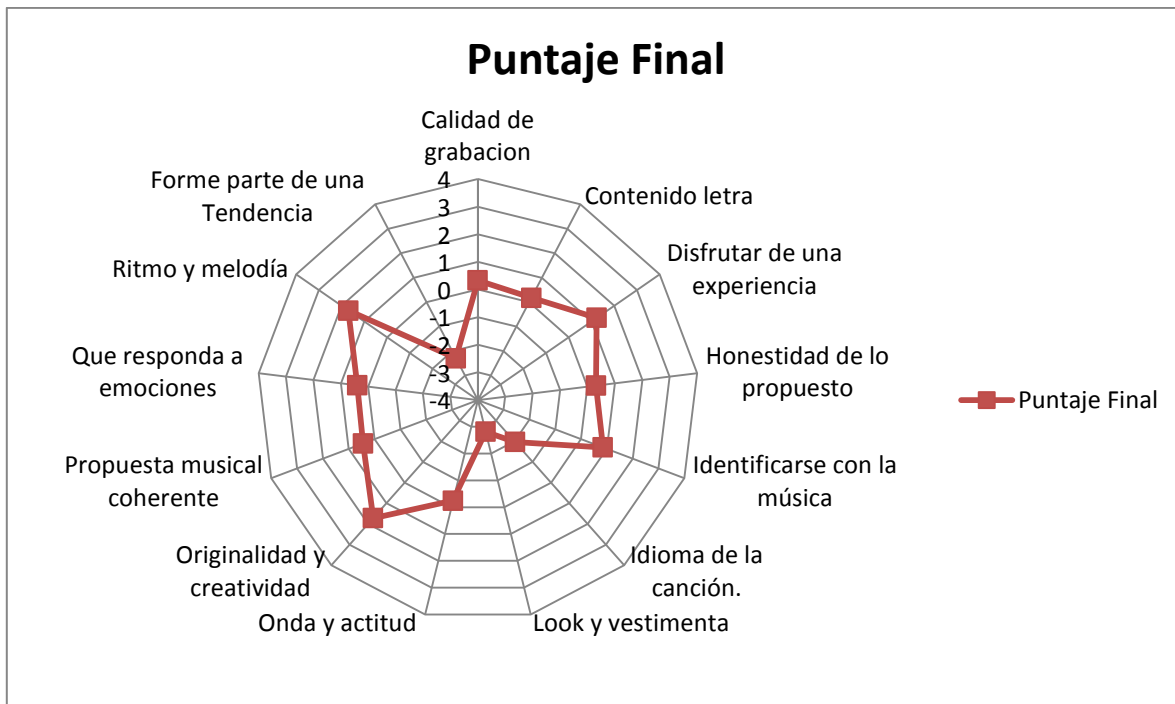 Puntaje Final
Calidad de
grabacion
Contenido letra
Disfrutar de una
experiencia
Honestidad de lo
propuesto
Identificarse con la
música
Idioma de la
canción.
Look y vestimenta
Onda y actitud
Originalidad y
creatividad
Propuesta musical
coherente
Que responda a
emociones
Ritmo y melodía
Forme parte de una
Tendencia
4
3
2
1
0
-1
-2
-3
-4
Puntaje Final